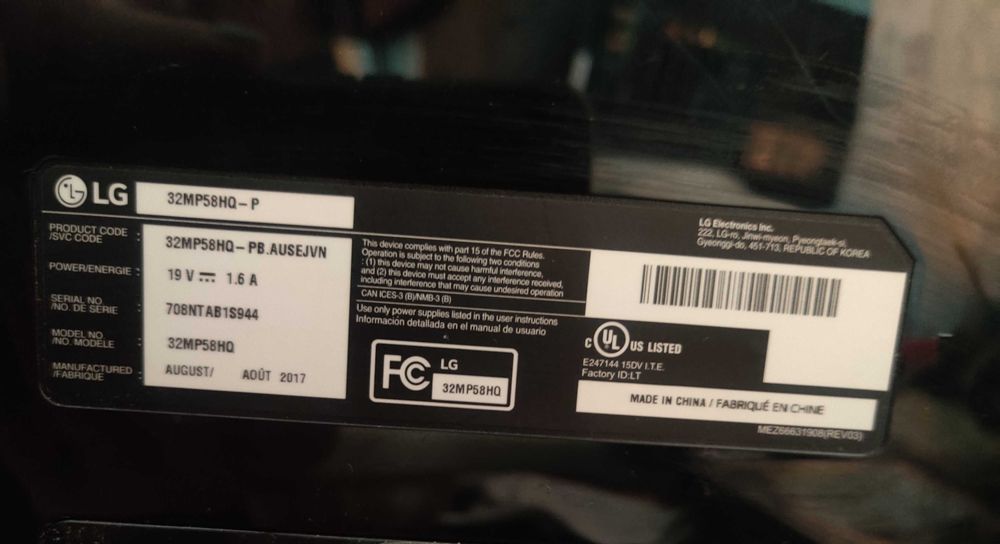 LG 32MP58HQ-P
PRODUCT CODE
/SVC CODE : 32MP58HQ-PB.AUSEJVN
POWER/ENERGIE : 19 V ⎓ 1.6 A
SERIAL NO.
/NO. DE SÉRIE : 708NTAB1S944
MODEL NO.
/NO. MODELE : 32MP58HQ
MANUFACTURED
/FABRIQUÉ : AUGUST/ AOÛT 2017
This device complies with part 15 of the FCC Rules.
Operation is subject to the following two conditions
: (1) this device may not cause harmful interference,
and (2) this device must accept any interference received,
including interference that may cause undesired operation
CAN ICES-3 (B)/NMB-3 (B)
Use only power supplies listed in the user instructions
Información detallada en el manual de usuario
FC LG
32MP58HQ
LG Electronics Inc.
222, LG-ro, Jinwi-myeon, Pyeongtaek-si,
Gyeonggi-do, 451-713, REPUBLIC OF KOREA
C UL US LISTED
E247144 15DV I.T.E.
Factory ID:LT
MADE IN CHINA / FABRIQUÉ EN CHINE
MEZ66631908(REV03)